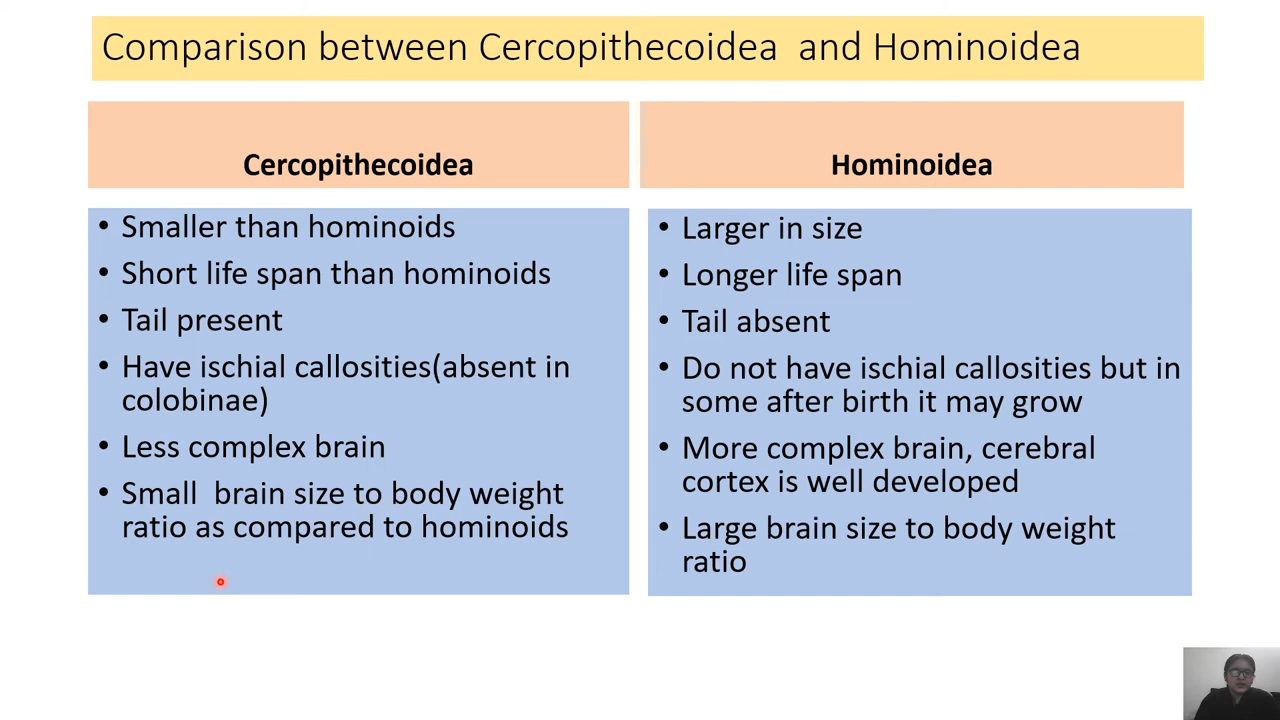 Comparison between Cercopithecoidea  and Hominoidea
Cercopithecoidea
• Smaller than hominoids
• Short life span than hominoids
• Tail present
• Have ischial callosities(absent in
colobinae)
• Less complex brain
• Small  brain size to body weight
ratio as compared to hominoids
Hominoidea
• Larger in size
• Longer life span
• Tail absent
• Do not have ischial callosities but in
some after birth it may grow
• More complex brain, cerebral
cortex is well developed
• Large brain size to body weight
ratio